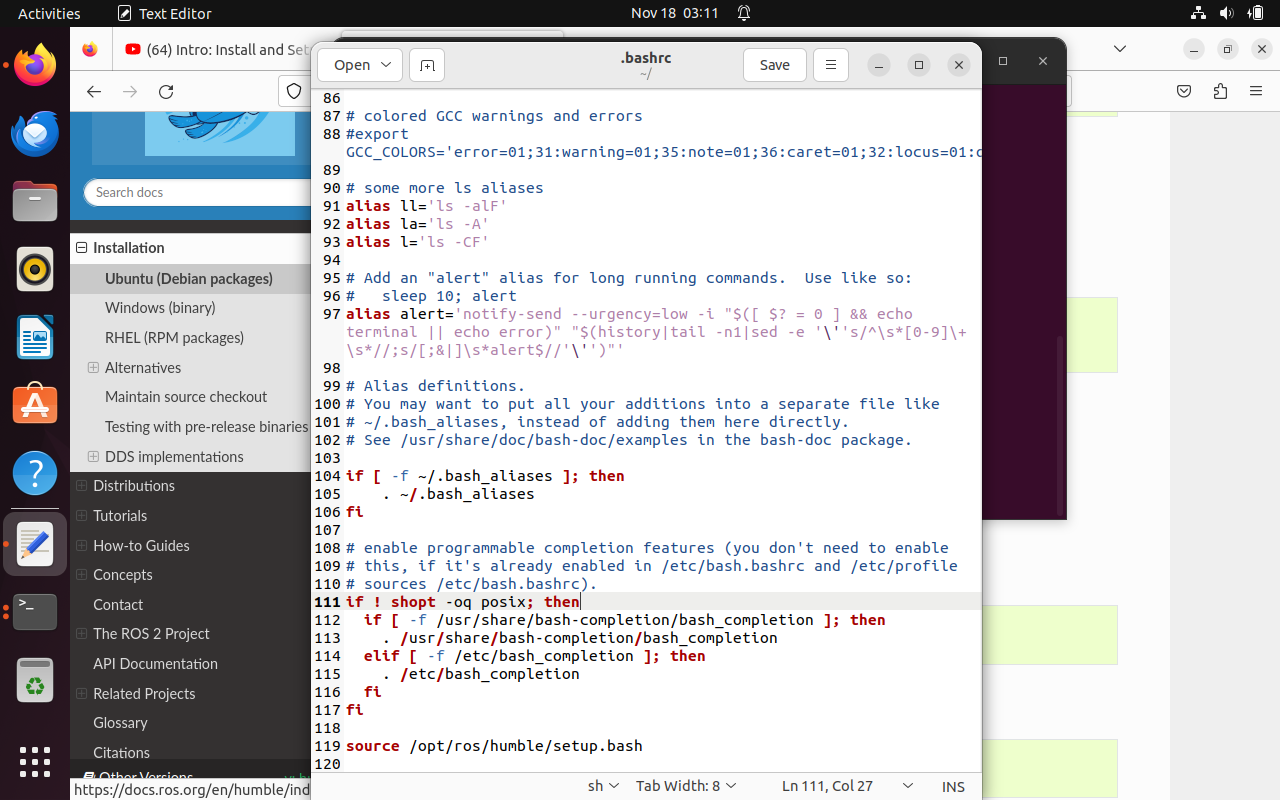 Activities
Text Editor
Nov 18 03:11
(64) Intro: Install and Set
Open
.bashrc
~/
Save
86
87 # colored GCC warnings and errors
88 #export
GCC_COLORS='error=01;31:warning=01;35:note=01;36:caret=01;32:locus=01:c
89
90 # some more ls aliases
91 alias ll='ls -alF'
92 alias la='ls -A'
93 alias l='ls -CF'
94
95 # Add an "alert" alias for long running commands.  Use like so:
96 #   sleep 10; alert
97 alias alert='notify-send --urgency=low -i "$([ $? = 0 ] && echo
terminal || echo error)" "$(history|tail -n1|sed -e '\''s/^\s*[0-9]\+
\s*//;s/[;&|]\s*alert$//'\'')"'
98
99 # Alias definitions.
100 # You may want to put all your additions into a separate file like
101 # ~/.bash_aliases, instead of adding them here directly.
102 # See /usr/share/doc/bash-doc/examples in the bash-doc package.
103
104 if [ -f ~/.bash_aliases ]; then
105     . ~/.bash_aliases
106 fi
107
108 # enable programmable completion features (you don't need to enable
109 # this, if it's already enabled in /etc/bash.bashrc and /etc/profile
110 # sources /etc/bash.bashrc).
111 if ! shopt -oq posix; then
112   if [ -f /usr/share/bash-completion/bash_completion ]; then
113     . /usr/share/bash-completion/bash_completion
114   elif [ -f /etc/bash_completion ]; then
115     . /etc/bash_completion
116   fi
117 fi
118
119 source /opt/ros/humble/setup.bash
120
sh
Tab Width: 8
Ln 111, Col 27
INS
Search docs
Installation
Ubuntu (Debian packages)
Windows (binary)
RHEL (RPM packages)
Alternatives
Maintain source checkout
Testing with pre-release binaries
DDS implementations
Distributions
Tutorials
How-to Guides
Concepts
Contact
The ROS 2 Project
API Documentation
Related Projects
Glossary
Citations
Other Versions
https://docs.ros.org/en/humble/ind